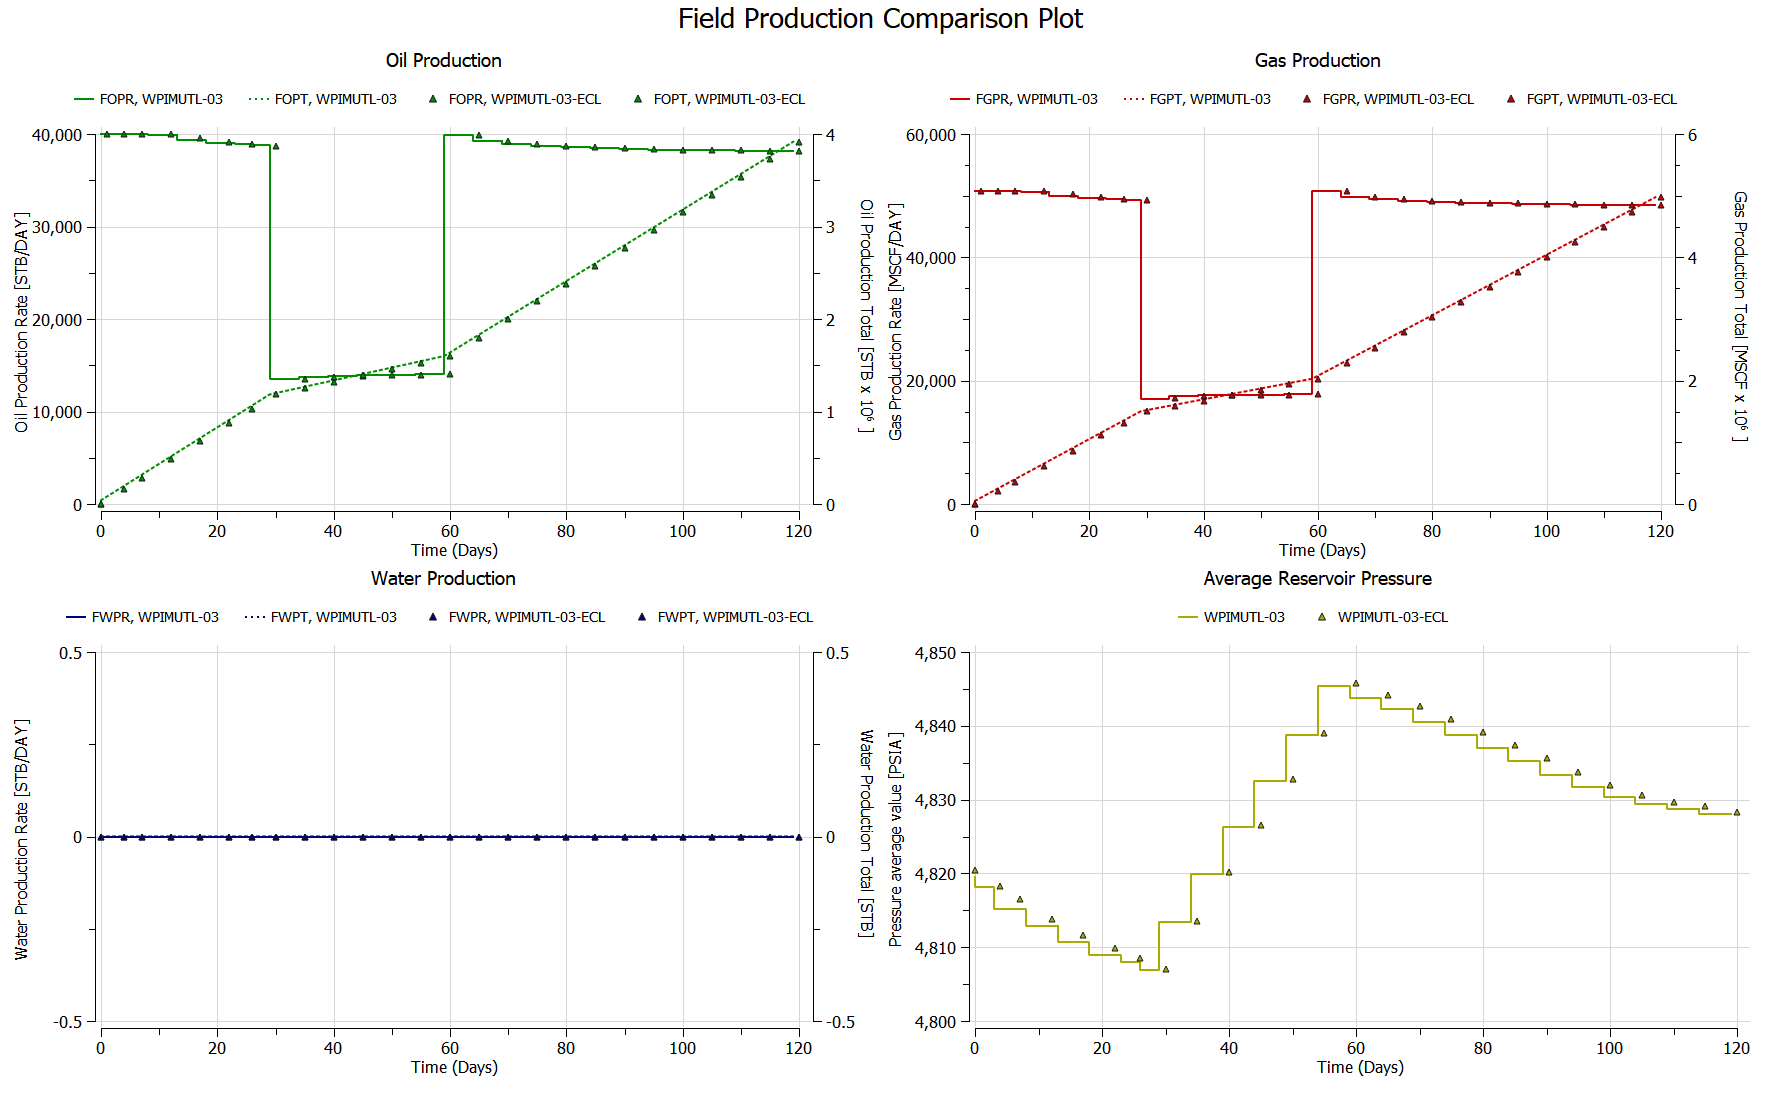 Field Production Comparison Plot
Oil Production
FOPR, WPIMUTL-03
FOPT, WPIMUTL-03
FOPR, WPIMUTL-03-ECL
FOPT, WPIMUTL-03-ECL
40,000
30,000
20,000
10,000
0
Oil Production Rate [STB/DAY]
4
3
2
1
0
Oil Production Total [STB x 10⁶ ]
0 20 40 60 80 100 120
Time (Days)
Gas Production
FGPR, WPIMUTL-03
FGPT, WPIMUTL-03
FGPR, WPIMUTL-03-ECL
FGPT, WPIMUTL-03-ECL
60,000
40,000
20,000
0
Gas Production Rate [MSCF/DAY]
6
4
2
0
Gas Production Total [MSCF x 10⁶ ]
0 20 40 60 80 100 120
Time (Days)
Water Production
FWPR, WPIMUTL-03
FWPT, WPIMUTL-03
FWPR, WPIMUTL-03-ECL
FWPT, WPIMUTL-03-ECL
0.5
0
-0.5
Water Production Rate [STB/DAY]
0.5
0
-0.5
Water Production Total [STB]
0 20 40 60 80 100 120
Time (Days)
Average Reservoir Pressure
WPIMUTL-03
WPIMUTL-03-ECL
4,850
4,840
4,830
4,820
4,810
4,800
Pressure average value [PSIA]
0 20 40 60 80 100 120
Time (Days)